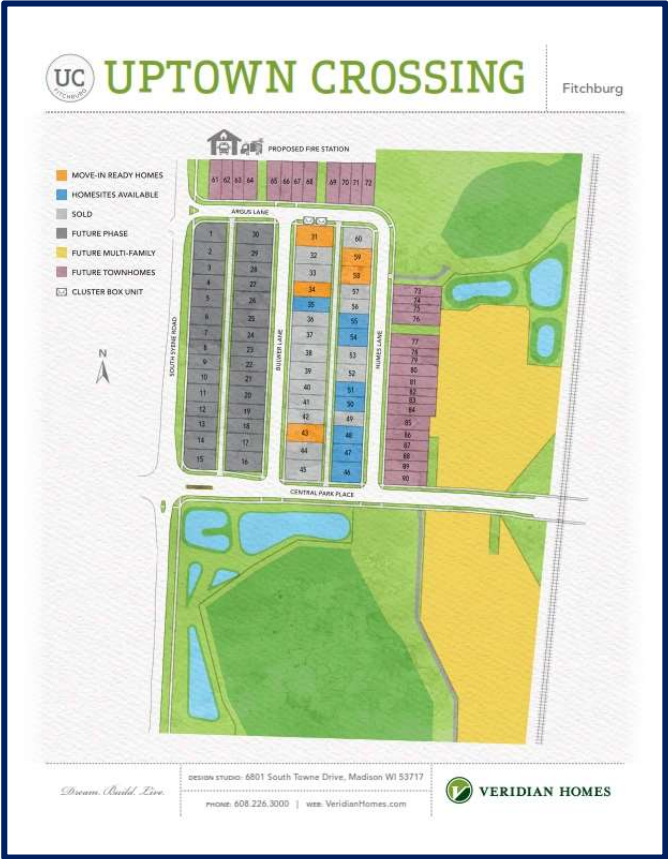 UC
FITCHBURG
UPTOWN CROSSING
Fitchburg
PROPOSED FIRE STATION
MOVE-IN READY HOMES
HOMESITES AVAILABLE
SOLD
FUTURE PHASE
FUTURE MULTI-FAMILY
FUTURE TOWNHOMES
CLUSTER BOX UNIT
61 62 63 64 65 66 67 68 69 70 71 72
ARGUS LANE
1 30 31 60
2 29 32 59
3 28 33 58
4 27 34 57
5 26 35 56
6 25 36 55
7 24 37 54
8 23 38 53
9 22 39 52
10 21 40 51
11 20 41 50
12 19 42 49
13 18 43 48
14 17 44 47
15 16 45 46
73
74
75
76
77
78
79
80
81
82
83
84
85
86
87
88
89
90
SOUTH SYENE ROAD
BULWER LANE
HUMES LANE
N
CENTRAL PARK PLACE
Dream. Build. Live.
DESIGN STUDIO: 6801 South Towne Drive, Madison WI 53717
PHONE: 608.226.3000 | WEB: VeridianHomes.com
VERIDIAN HOMES